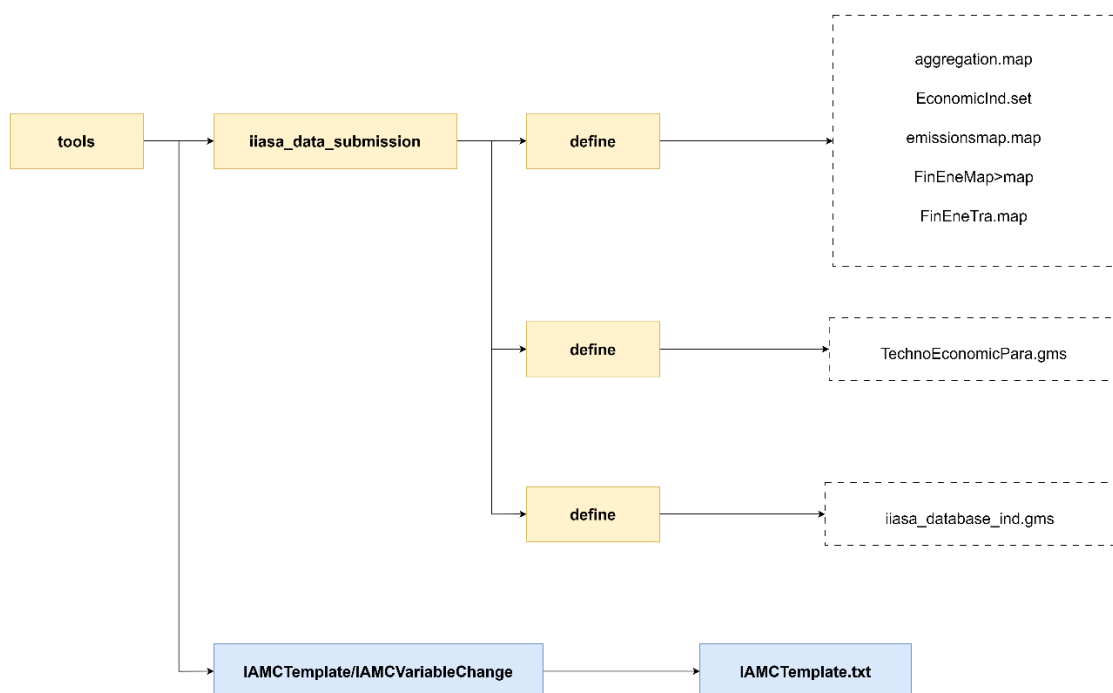 aggregation.map
EconomicInd.set
tools
iiasa_data_submission
define
emissionsmap.map
FinEneMap>map
FinEneTra.map
define
TechnoEconomicPara.gms
define
iiasa_database_ind.gms
IAMCTemplate/IAMCVariableChange
IAMCTemplate.txt